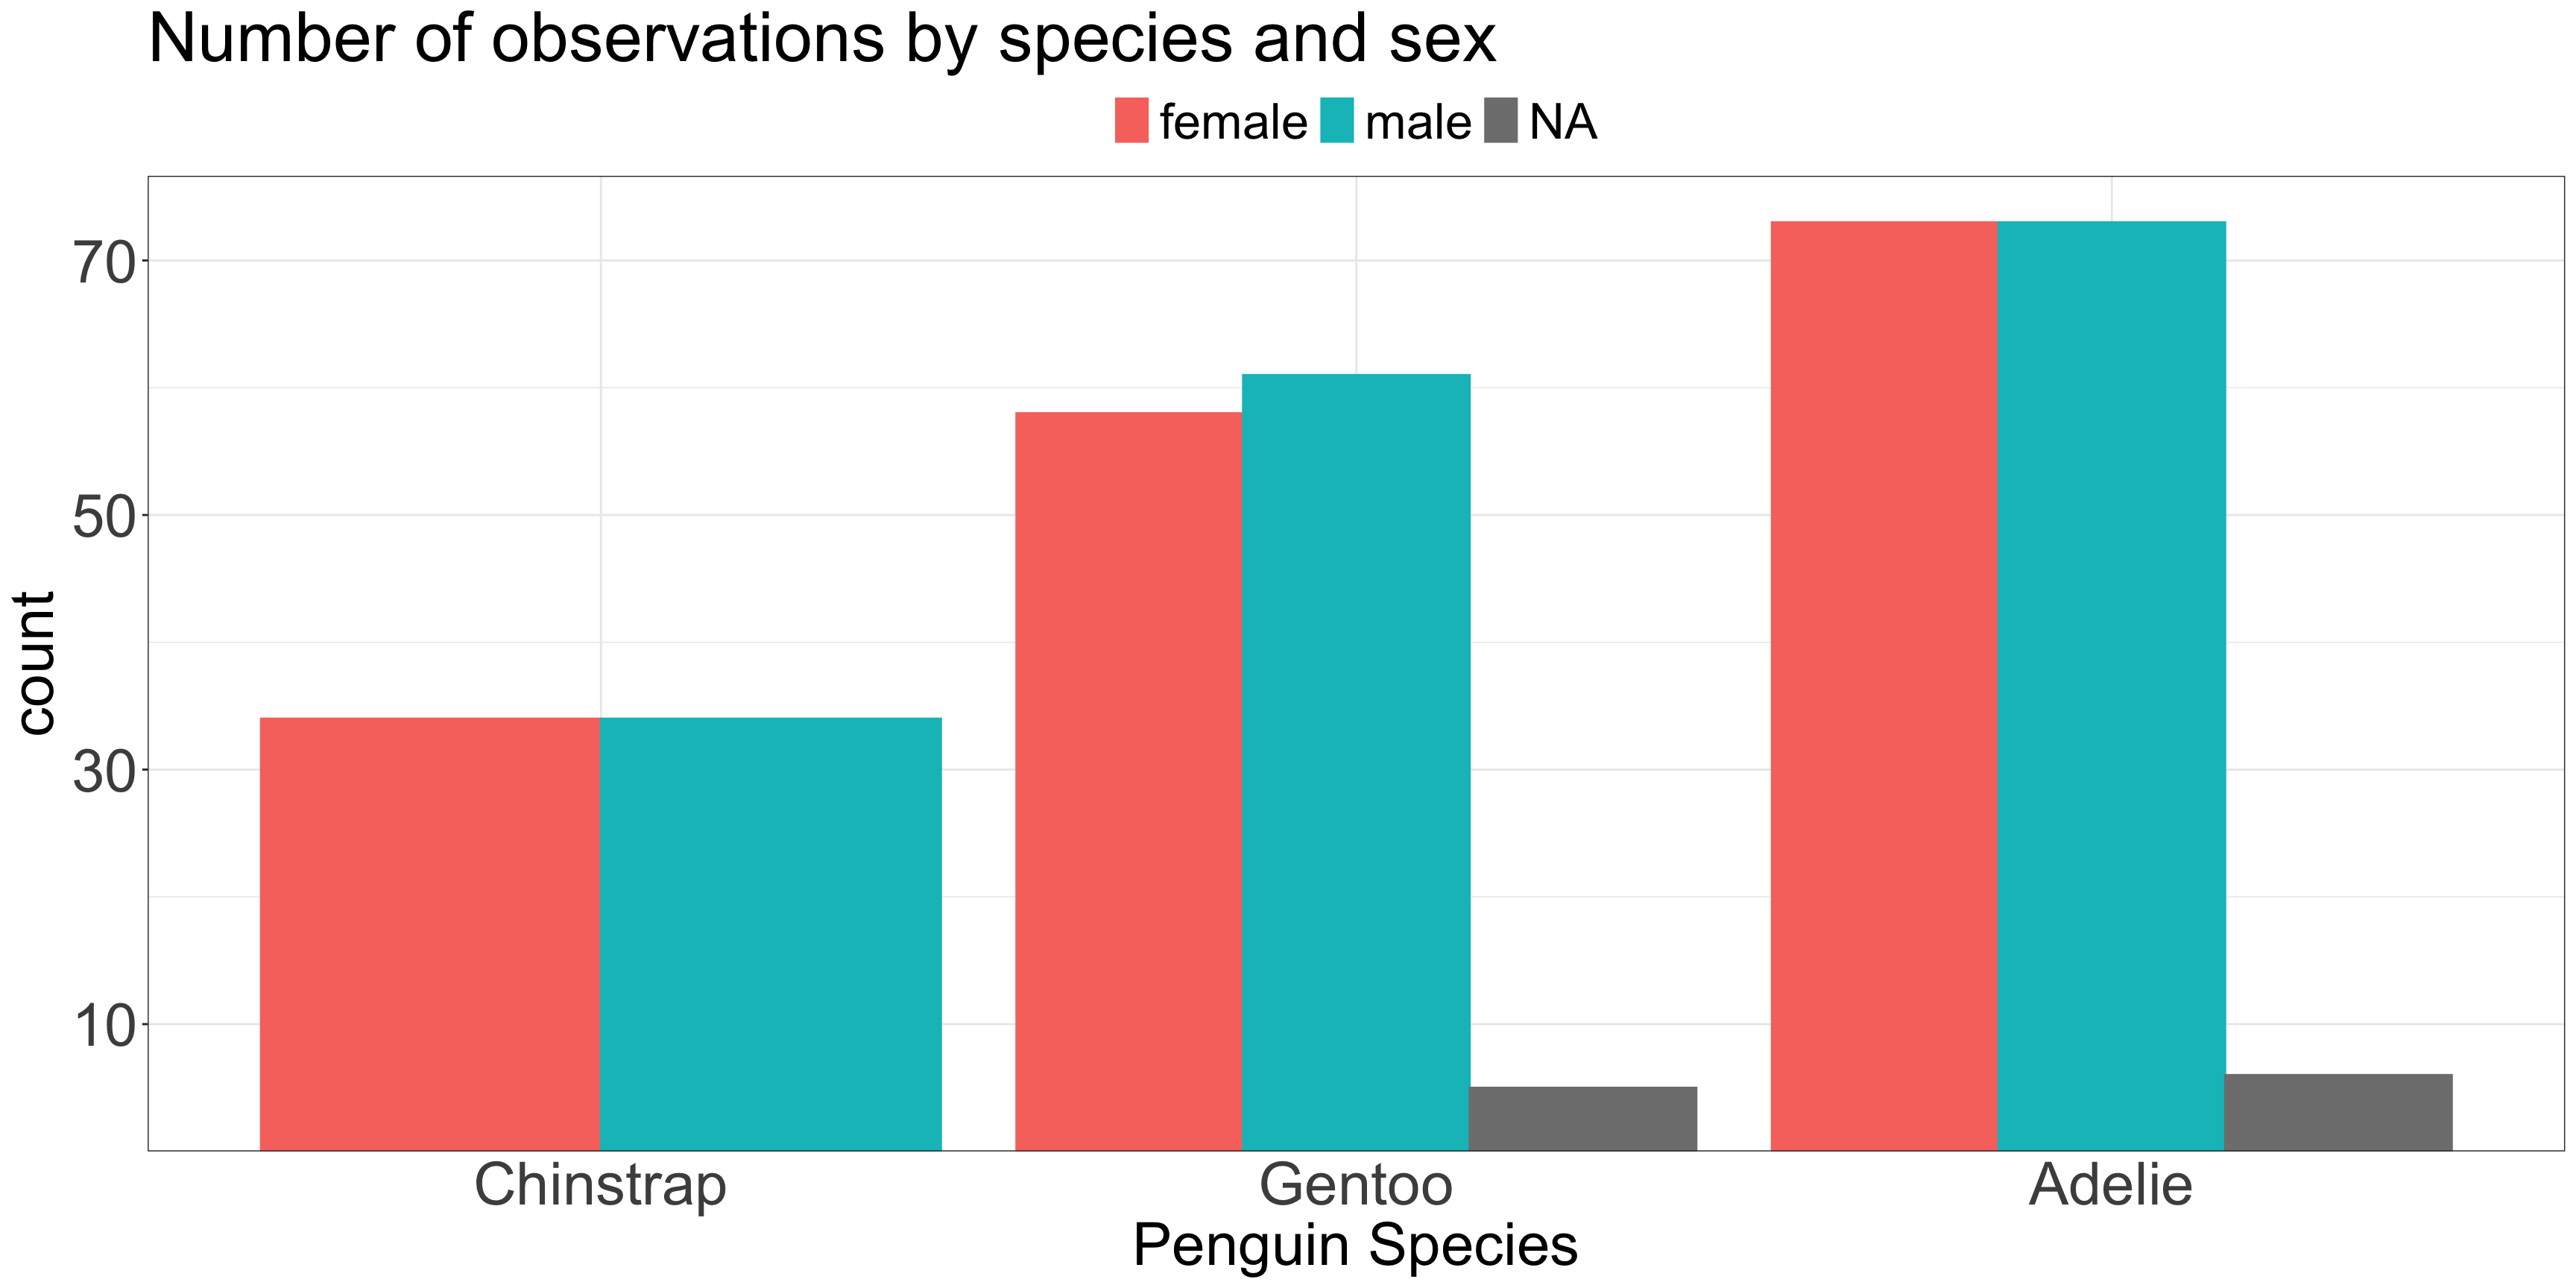 Number of observations by species and sex
female male NA
70
50
30
10
count
Chinstrap Gentoo Adelie
Penguin Species